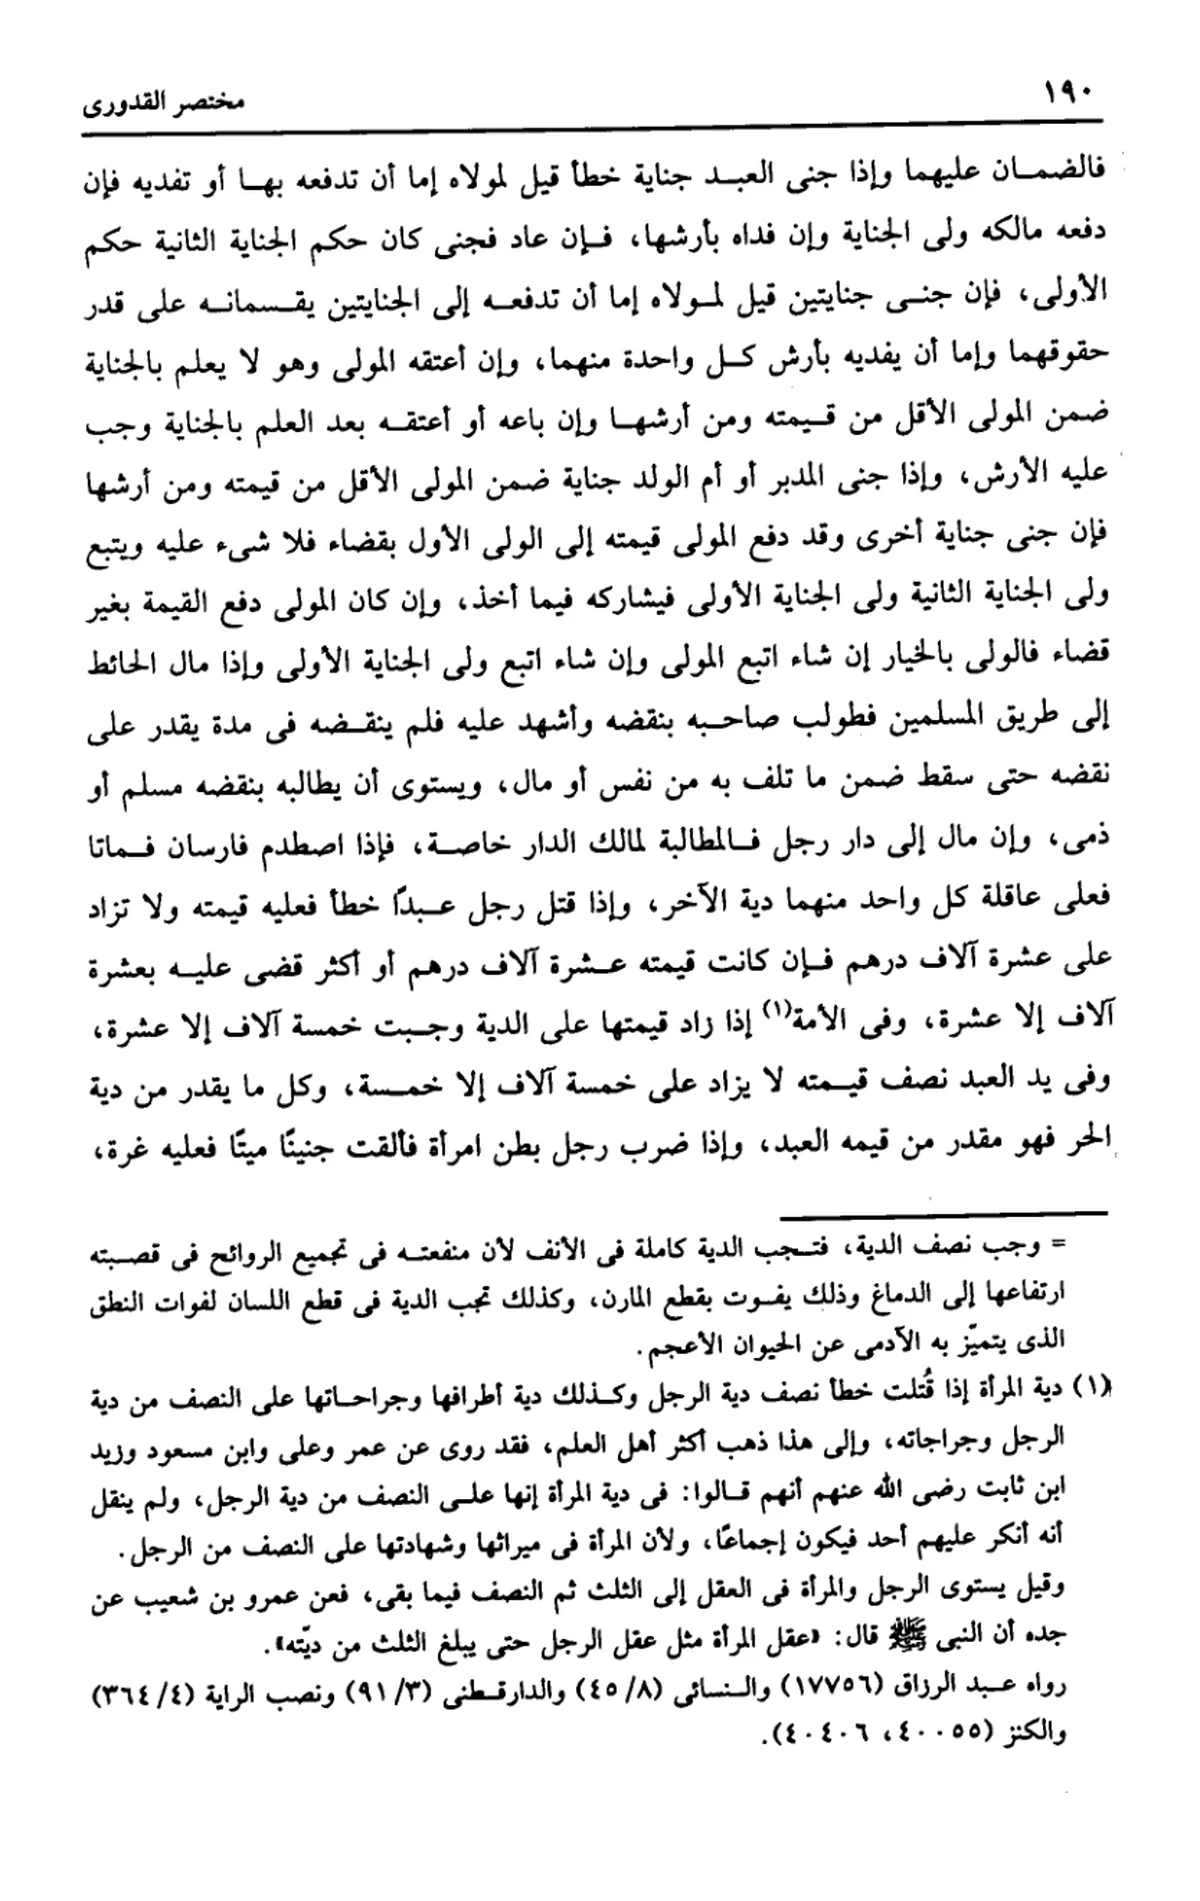 ١٩٠
مختصر القدورى
فالضمان عليهما وإذا جنى العبد جناية خطأ قيل لمولاه إما أن تدفعه بها أو تفديه فإن
دفعه مالكه ولى الجناية وإن فداه بأرشها، فإن عاد فجنى كان حكم الجناية الثانية حكم
الأولى، فإن جنى جنايتين قيل لمولاه إما أن تدفعه إلى الجنايتين يقسمانه على قدر
حقوقهما وإما أن يفديه بأرش كل واحدة منهما، وإن أعتقه المولى وهو لا يعلم بالجناية
ضمن المولى الأقل من قيمته ومن أرشها وإن باعه أو أعتقه بعد العلم بالجناية وجب
عليه الأرش، وإذا جنى المدبر أو أم الولد جناية ضمن المولى الأقل من قيمته ومن أرشها
فإن جنى جناية أخرى وقد دفع المولى قيمته إلى الولى الأول بقضاء فلا شىء عليه ويتبع
ولى الجناية الثانية ولى الجناية الأولى فيشاركه فيما أخذ، وإن كان المولى دفع القيمة بغير
قضاء فالولى بالخيار إن شاء اتبع المولى وإن شاء اتبع ولى الجناية الأولى وإذا مال الحائط
إلى طريق المسلمين فطولب صاحبه بنقضه وأشهد عليه فلم ينقضه فى مدة يقدر على
نقضه حتى سقط ضمن ما تلف به من نفس أو مال، ويستوى أن يطالبه بنقضه مسلم أو
ذمى، وإن مال إلى دار رجل فالمطالبة لمالك الدار خاصة، فإذا اصطدم فارسان فماتا
فعلى عاقلة كل واحد منهما دية الآخر، وإذا قتل رجل عبدًا خطأ فعليه قيمته ولا تزاد
على عشرة آلاف درهم فإن كانت قيمته عشرة آلاف درهم أو أكثر قضى عليه بعشرة
آلاف إلا عشرة، وفى الأمة(١) إذا زاد قيمتها على الدية وجبت خمسة آلاف إلا عشرة،
وفى يد العبد نصف قيمته لا يزاد على خمسة آلاف إلا خمسة، وكل ما يقدر من دية
الحر فهو مقدر من قيمه العبد، وإذا ضرب رجل بطن امرأة فألقت جنينًا ميتًا فعليه غرة،
= وجب نصف الدية، فتجب الدية كاملة فى الأنف لأن منفعته فى تجميع الروائح فى قصبته
ارتفاعها إلى الدماغ وذلك يفوت بقطع المارن، وكذلك تجب الدية فى قطع اللسان لفوات النطق
الذى يتميّز به الآدمى عن الحيوان الأعجم.
(١) دية المرأة إذا قُتلت خطأ نصف دية الرجل وكذلك دية أطرافها وجراحاتها على النصف من دية
الرجل وجراجاته، وإلى هذا ذهب أكثر أهل العلم، فقد روى عن عمر وعلى وابن مسعود وزيد
ابن ثابت رضى الله عنهم أنهم قالوا: فى دية المرأة إنها على النصف من دية الرجل، ولم ينقل
أنه أنكر عليهم أحد فيكون إجماعًا، ولأن المرأة فى ميراثها وشهادتها على النصف من الرجل.
وقيل يستوى الرجل والمرأة فى العقل إلى الثلث ثم النصف فيما بقى، فعن عمرو بن شعيب عن
جده أن النبى ﷺ قال: «عقل المرأة مثل عقل الرجل حتى يبلغ الثلث من ديّته».
رواه عبد الرزاق (١٧٧٥٦) والنسائى (٤٥/٨) والدارقطنى (٩١/٣) ونصب الراية (٣٦٤/٤)
والكنز (٤٠٠٥٥، ٤٠٤٠٦).